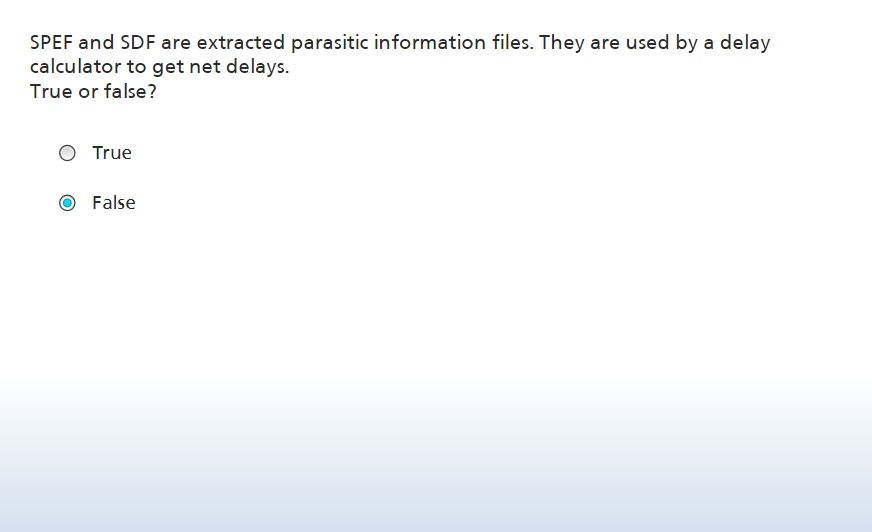 SPEF and SDF are extracted parasitic information files. They are used by a delay
calculator to get net delays.
True or false?
True
False